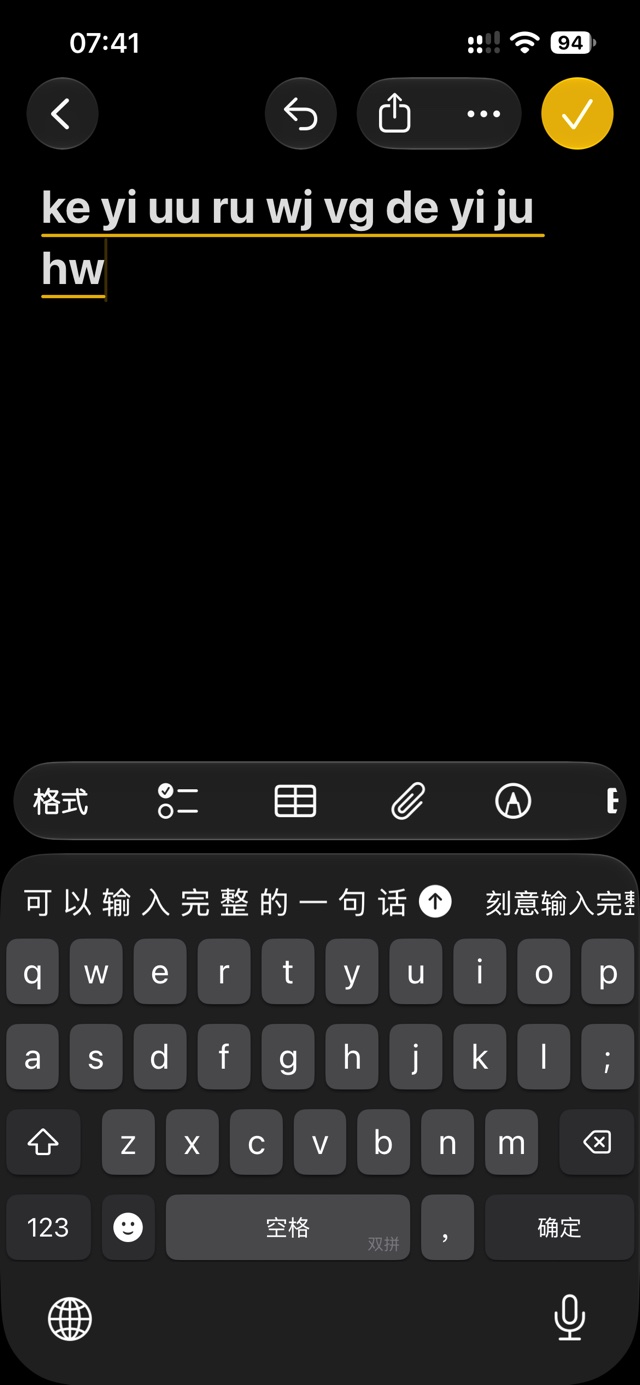 07:41
94
ke yi uu ru wj vg de yi ju
hw
格式
可以输入完整的一句话 刻意输入完整
q w e r t y u i o p
a s d f g h j k l ;
z x c v b n m
123 空格 双拼 , 确定